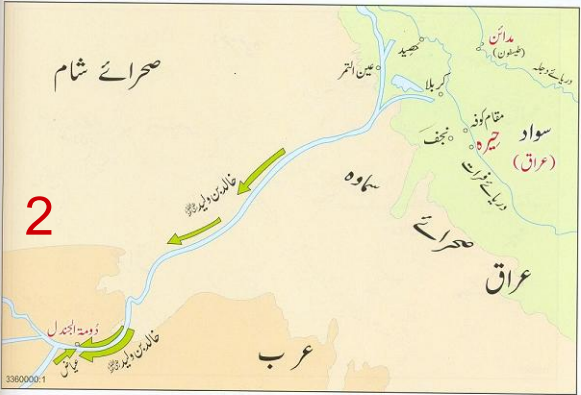 صحرائے شام
مدائن
(طیسفون)
حصید
دریائے دجلہ
عین التمر
کربلا
مقام کوفہ
سواد
حیرہ
(عراق)
نجف
دریائے فرات
سماوہ
خالد بن ولید
2
صحرائے
عراق
دُومۃ الجندل
خالد بن ولید
عیاض
عرب
3360000:1